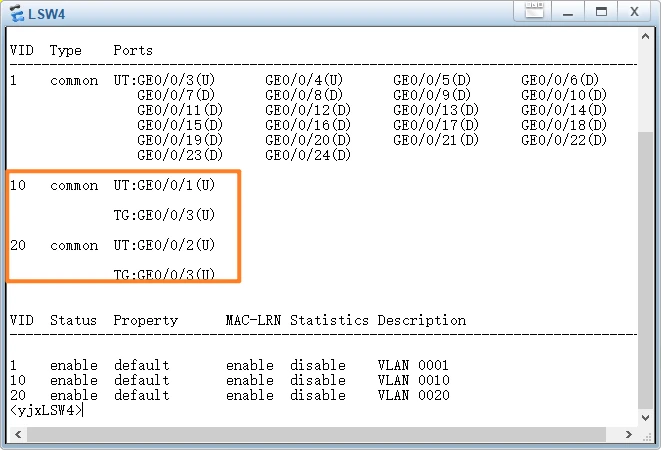 LSW4
VID  Type    Ports
1    common  UT:GE0/0/3(U)      GE0/0/4(U)      GE0/0/5(D)      GE0/0/6(D)
GE0/0/7(D)      GE0/0/8(D)      GE0/0/9(D)      GE0/0/10(D)
GE0/0/11(D)     GE0/0/12(D)     GE0/0/13(D)     GE0/0/14(D)
GE0/0/15(D)     GE0/0/16(D)     GE0/0/17(D)     GE0/0/18(D)
GE0/0/19(D)     GE0/0/20(D)     GE0/0/21(D)     GE0/0/22(D)
GE0/0/23(D)     GE0/0/24(D)
10   common  UT:GE0/0/1(U)
TG:GE0/0/3(U)
20   common  UT:GE0/0/2(U)
TG:GE0/0/3(U)
VID  Status  Property      MAC-LRN Statistics Description
1    enable  default       enable  disable    VLAN 0001
10   enable  default       enable  disable    VLAN 0010
20   enable  default       enable  disable    VLAN 0020
<yjxLSW4>